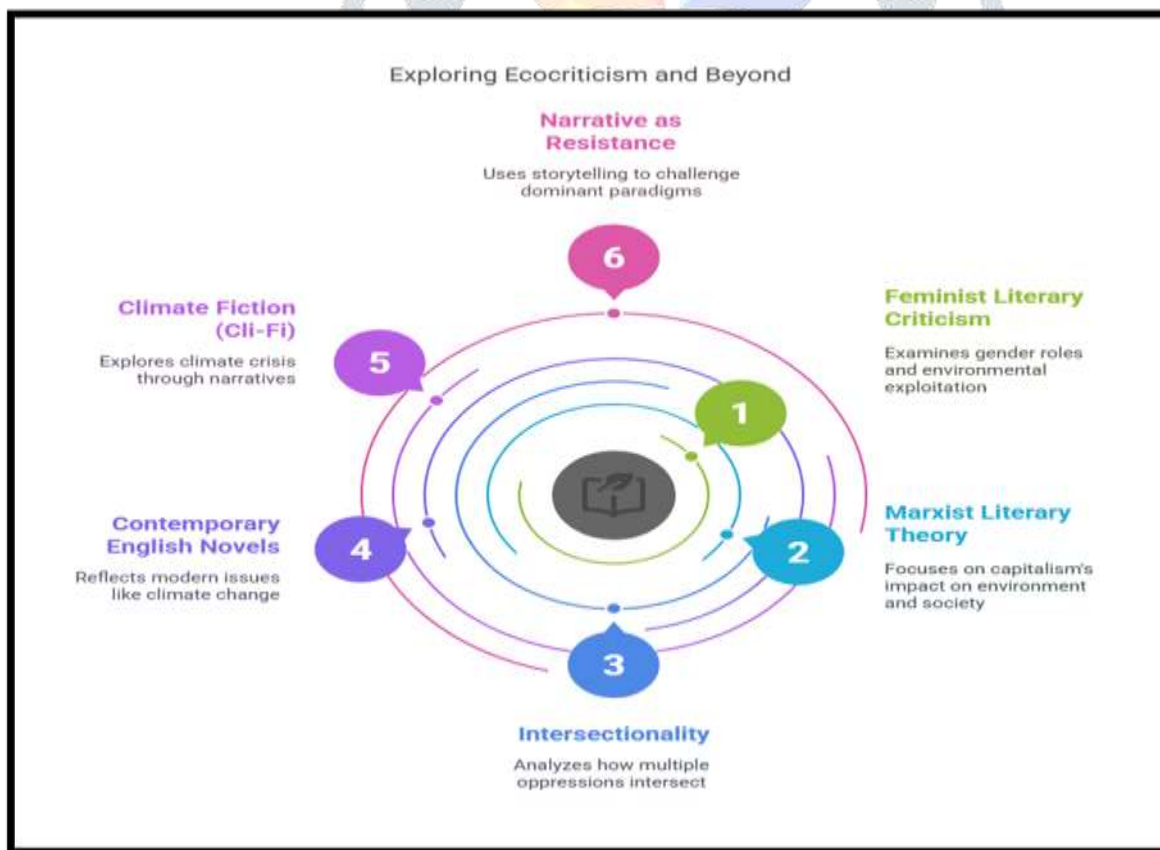 Exploring Ecocriticism and Beyond
Narrative as
Resistance
Uses storytelling to challenge
dominant paradigms
6
Climate Fiction
(Cli-Fi)
Explores climate crisis
through narratives
5
Feminist Literary
Criticism
Examines gender roles
and environmental
exploitation
1
Contemporary
English Novels
Reflects modern issues
like climate change
4
Marxist Literary
Theory
Focuses on capitalism's
impact on environment
and society
2
3
Intersectionality
Analyzes how multiple
oppressions intersect